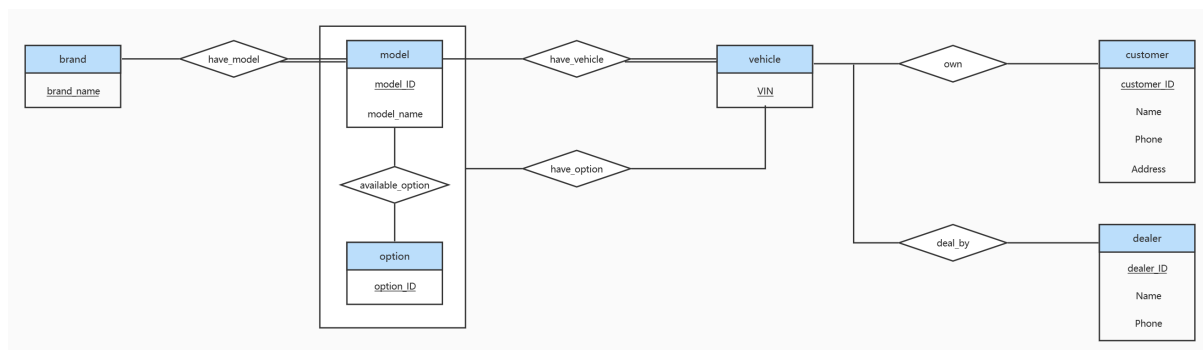 brand
brand_name
have_model
model
model_ID
model_name
available_option
option
option_ID
have_vehicle
have_option
vehicle
VIN
own
deal_by
customer
customer_ID
Name
Phone
Address
dealer
dealer_ID
Name
Phone